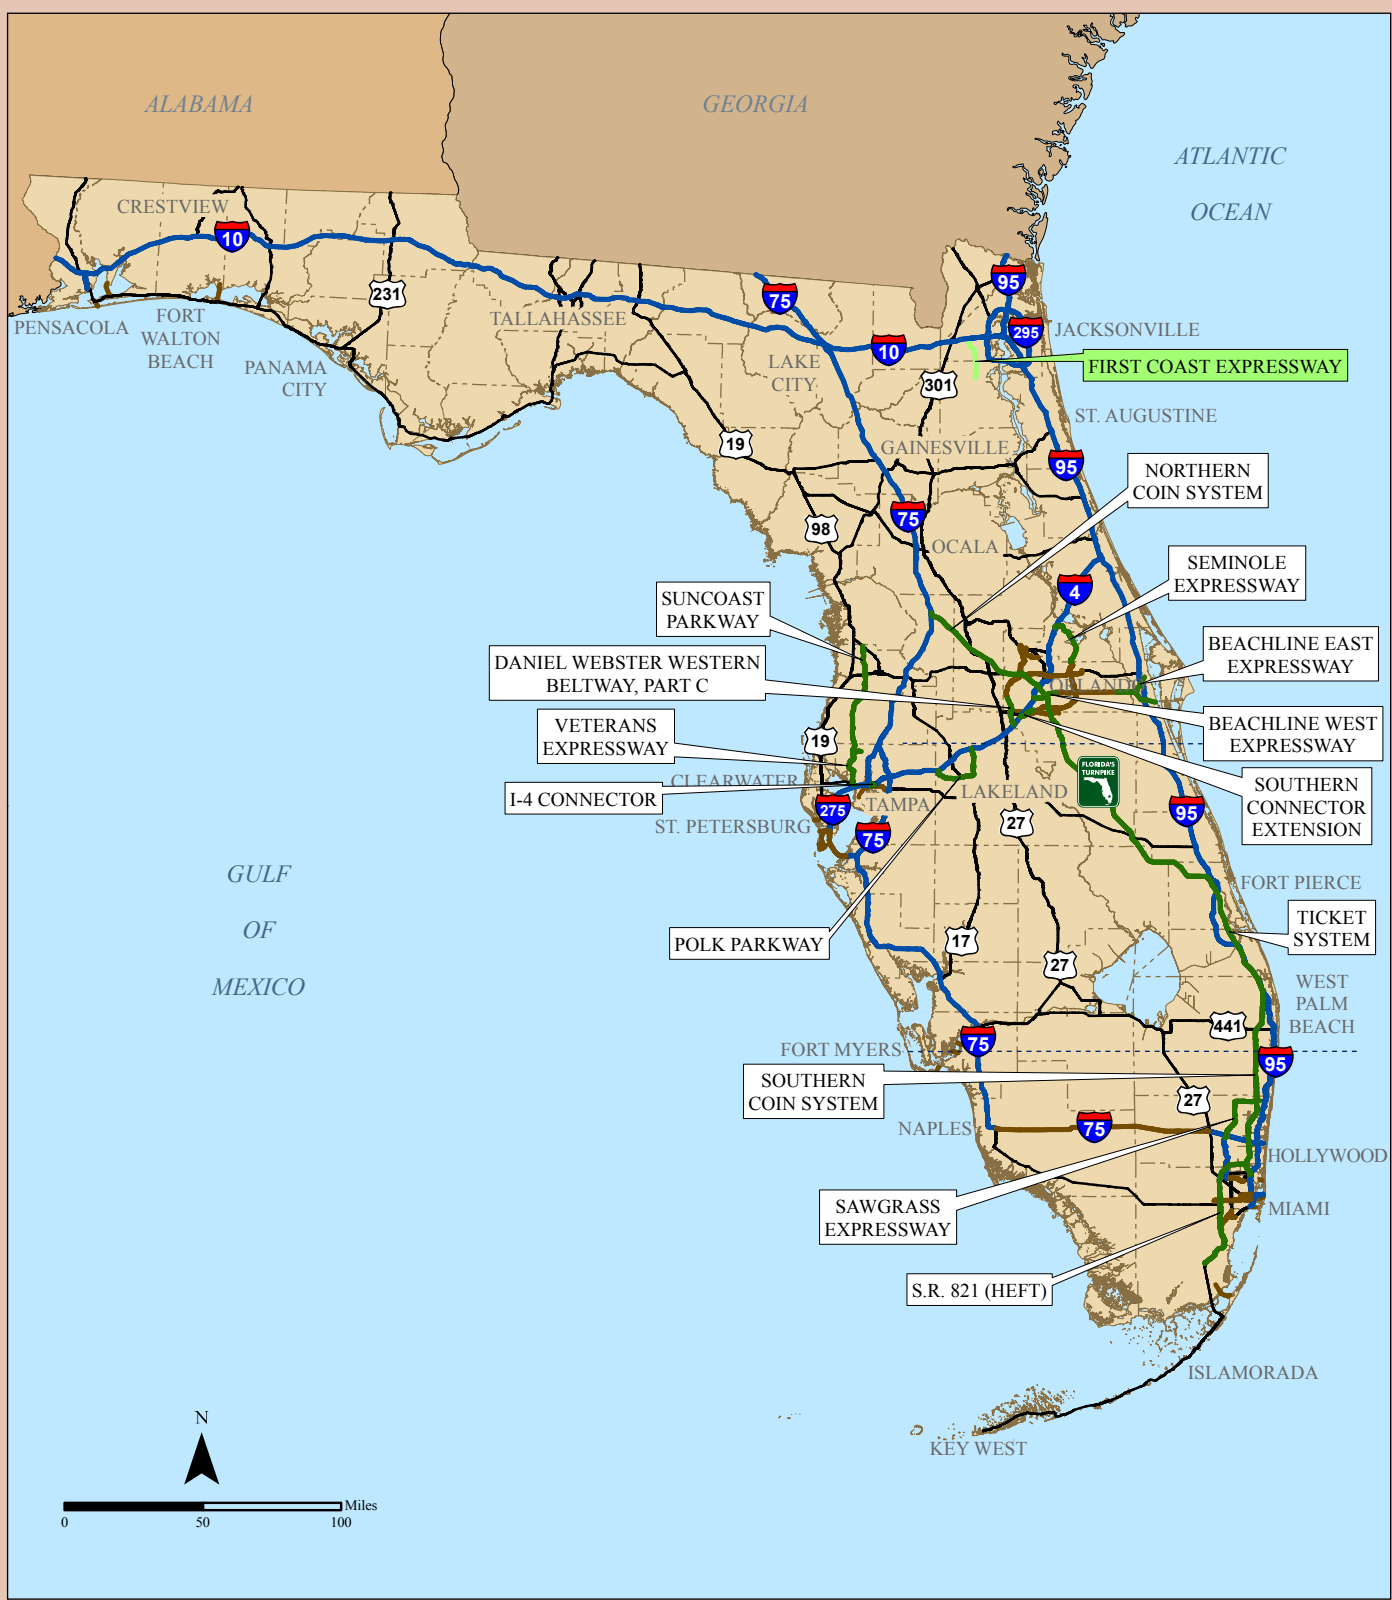 ALABAMA
GEORGIA
ATLANTIC
OCEAN
CRESTVIEW
10
231
PENSACOLA
FORT
WALTON
BEACH
PANAMA
CITY
TALLAHASSEE
75
LAKE
CITY
10
95
295
JACKSONVILLE
FIRST COAST EXPRESSWAY
301
ST. AUGUSTINE
19
GAINESVILLE
95
NORTHERN
COIN SYSTEM
75
98
OCALA
SEMINOLE
EXPRESSWAY
4
SUNCOAST
PARKWAY
BEACHLINE EAST
EXPRESSWAY
DANIEL WEBSTER WESTERN
BELTWAY, PART C
ORLANDO
BEACHLINE WEST
EXPRESSWAY
VETERANS
EXPRESSWAY
19
FLORIDA'S
TURNPIKE
SOUTHERN
CONNECTOR
EXTENSION
CLEARWATER
I-4 CONNECTOR
275
TAMPA
LAKELAND
95
ST. PETERSBURG
75
27
GULF
OF
MEXICO
FORT PIERCE
TICKET
SYSTEM
POLK PARKWAY
17
27
WEST
PALM
BEACH
441
FORT MYERS
75
95
SOUTHERN
COIN SYSTEM
27
NAPLES
75
HOLLYWOOD
SAWGRASS
EXPRESSWAY
MIAMI
S.R. 821 (HEFT)
ISLAMORADA
KEY WEST
N
Miles
0 50 100